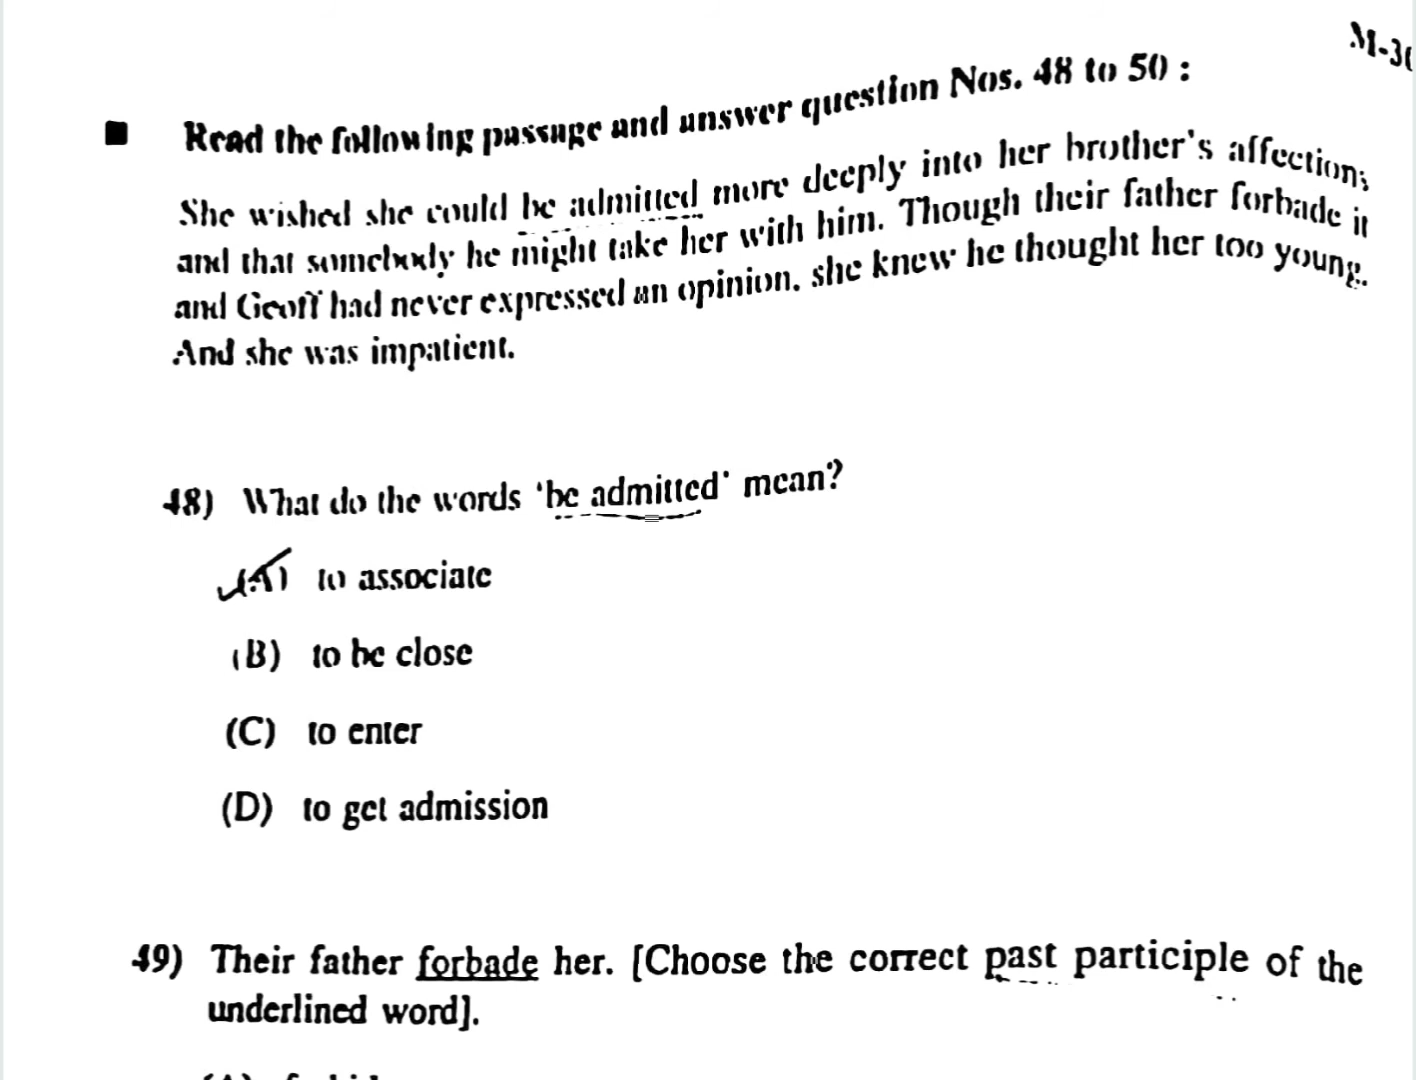 M-3
■ Read the following passage and answer question Nos. 48 to 50 :
She wished she could be admitted more deeply into her brother's affections
and that somebody he might take her with him. Though their father forbade it
and Geoff had never expressed an opinion. she knew he thought her too young.
And she was impatient.
48) What do the words 'be admitted' mean?
(A) to associate
(B) to be close
(C) to enter
(D) to get admission
49) Their father forbade her. [Choose the correct past participle of the
underlined word].